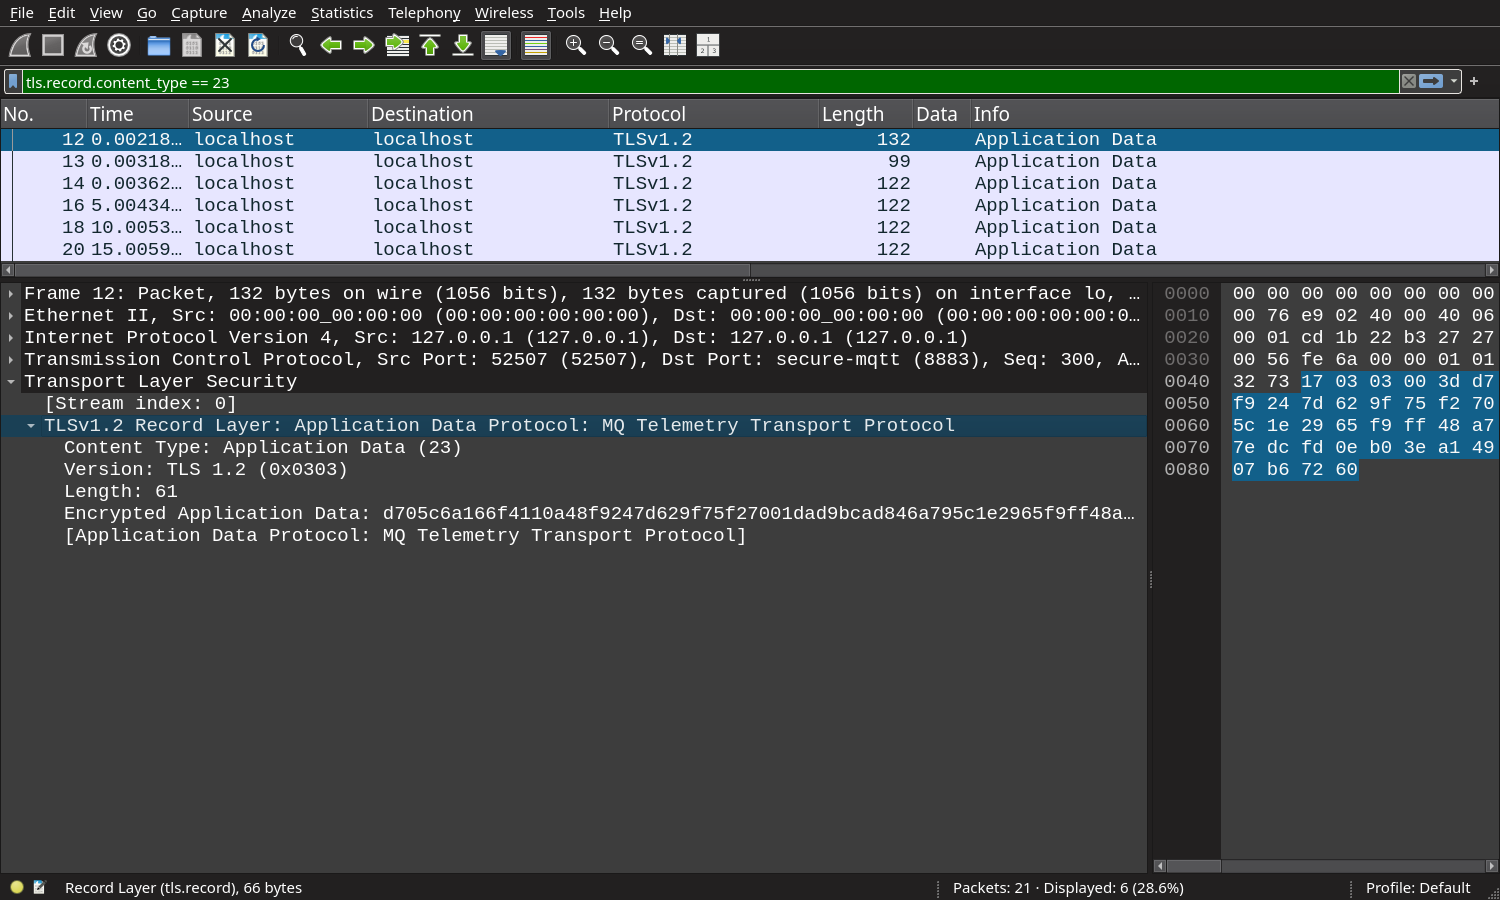 File Edit View Go Capture Analyze Statistics Telephony Wireless Tools Help
tls.record.content_type == 23
No. Time Source Destination Protocol Length Data Info
12 0.00218… localhost localhost TLSv1.2 132 Application Data
13 0.00318… localhost localhost TLSv1.2 99 Application Data
14 0.00362… localhost localhost TLSv1.2 122 Application Data
16 5.00434… localhost localhost TLSv1.2 122 Application Data
18 10.0053… localhost localhost TLSv1.2 122 Application Data
20 15.0059… localhost localhost TLSv1.2 122 Application Data
Frame 12: Packet, 132 bytes on wire (1056 bits), 132 bytes captured (1056 bits) on interface lo, …
Ethernet II, Src: 00:00:00_00:00:00 (00:00:00:00:00:00), Dst: 00:00:00_00:00:00 (00:00:00:00:00:0…
Internet Protocol Version 4, Src: 127.0.0.1 (127.0.0.1), Dst: 127.0.0.1 (127.0.0.1)
Transmission Control Protocol, Src Port: 52507 (52507), Dst Port: secure-mqtt (8883), Seq: 300, A…
Transport Layer Security
[Stream index: 0]
TLSv1.2 Record Layer: Application Data Protocol: MQ Telemetry Transport Protocol
Content Type: Application Data (23)
Version: TLS 1.2 (0x0303)
Length: 61
Encrypted Application Data: d705c6a166f4110a48f9247d629f75f27001dad9bcad846a795c1e2965f9ff48a…
[Application Data Protocol: MQ Telemetry Transport Protocol]
0000 00 00 00 00 00 00 00 00
0010 00 76 e9 02 40 00 40 06
0020 00 01 cd 1b 22 b3 27 27
0030 00 56 fe 6a 00 00 01 01
0040 32 73 17 03 03 00 3d d7
0050 f9 24 7d 62 9f 75 f2 70
0060 5c 1e 29 65 f9 ff 48 a7
0070 7e dc fd 0e b0 3e a1 49
0080 07 b6 72 60
Record Layer (tls.record), 66 bytes
Packets: 21 · Displayed: 6 (28.6%)
Profile: Default